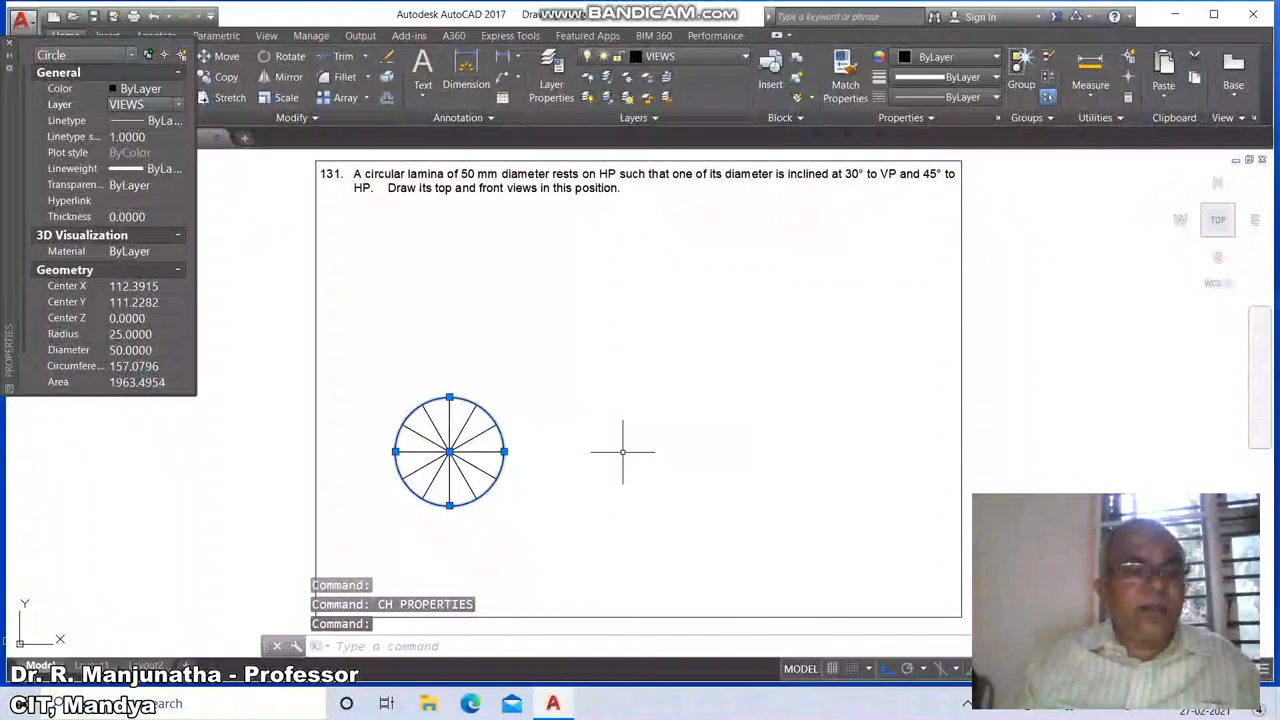 Autodesk AutoCAD 2017
www.BANDICAM.com
Type a keyword or phrase
Sign In
Parametric View Manage Output Add-ins A360 Express Tools Featured Apps BIM 360 Performance
Circle
General
Color ByLayer
Layer VIEWS
Linetype ByLa...
Linetype s... 1.0000
Plot style ByColor
Lineweight ByLa...
Transparen... ByLayer
Hyperlink
Thickness 0.0000
3D Visualization
Material ByLayer
Geometry
Center X 112.3915
Center Y 111.2282
Center Z 0.0000
Radius 25.0000
Diameter 50.0000
Circumfere... 157.0796
Area 1963.4954
PROPERTIES
Move Rotate Trim
Copy Mirror Fillet
Stretch Scale Array
Modify
Text Dimension
Annotation
Layer Properties
VIEWS
Layers
Insert
Block
Match Properties
ByLayer
ByLayer
ByLayer
Properties
Group
Groups
Measure
Utilities
Paste
Clipboard
Base
View
131. A circular lamina of 50 mm diameter rests on HP such that one of its diameter is inclined at 30° to VP and 45° to
HP. Draw its top and front views in this position.
W TOP E
WCS
Y
X
Command:
Command: CH PROPERTIES
Command:
Type a command
Model Layout1 Layout2
MODEL
Dr. R. Manjunatha - Professor
CIT, Mandya
search
27-02-2021